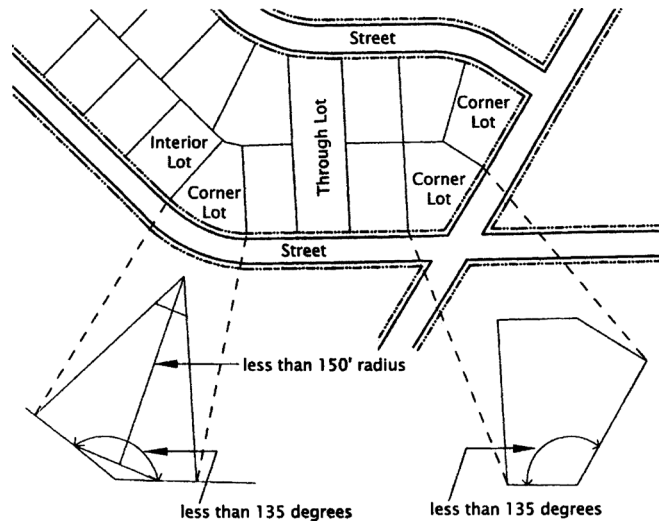 Street
Corner
Lot
Interior
Lot
Through Lot
Corner
Lot
Corner
Lot
Street
less than 150' radius
less than 135 degrees
less than 135 degrees